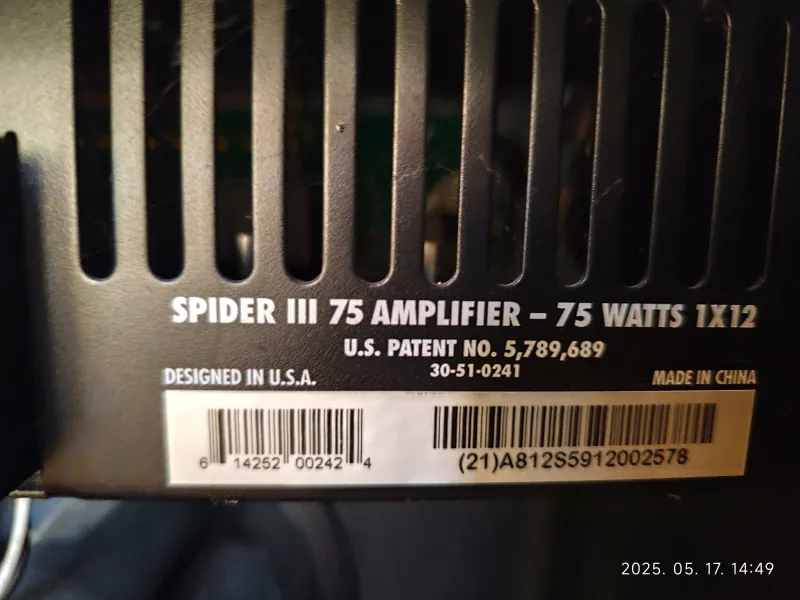 SPIDER III 75 AMPLIFIER – 75 WATTS 1X12
U.S. PATENT NO. 5,789,689
30-51-0241
DESIGNED IN U.S.A. MADE IN CHINA
6 14252 00242 4 (21)A812S5912002578
2025. 05. 17. 14:49